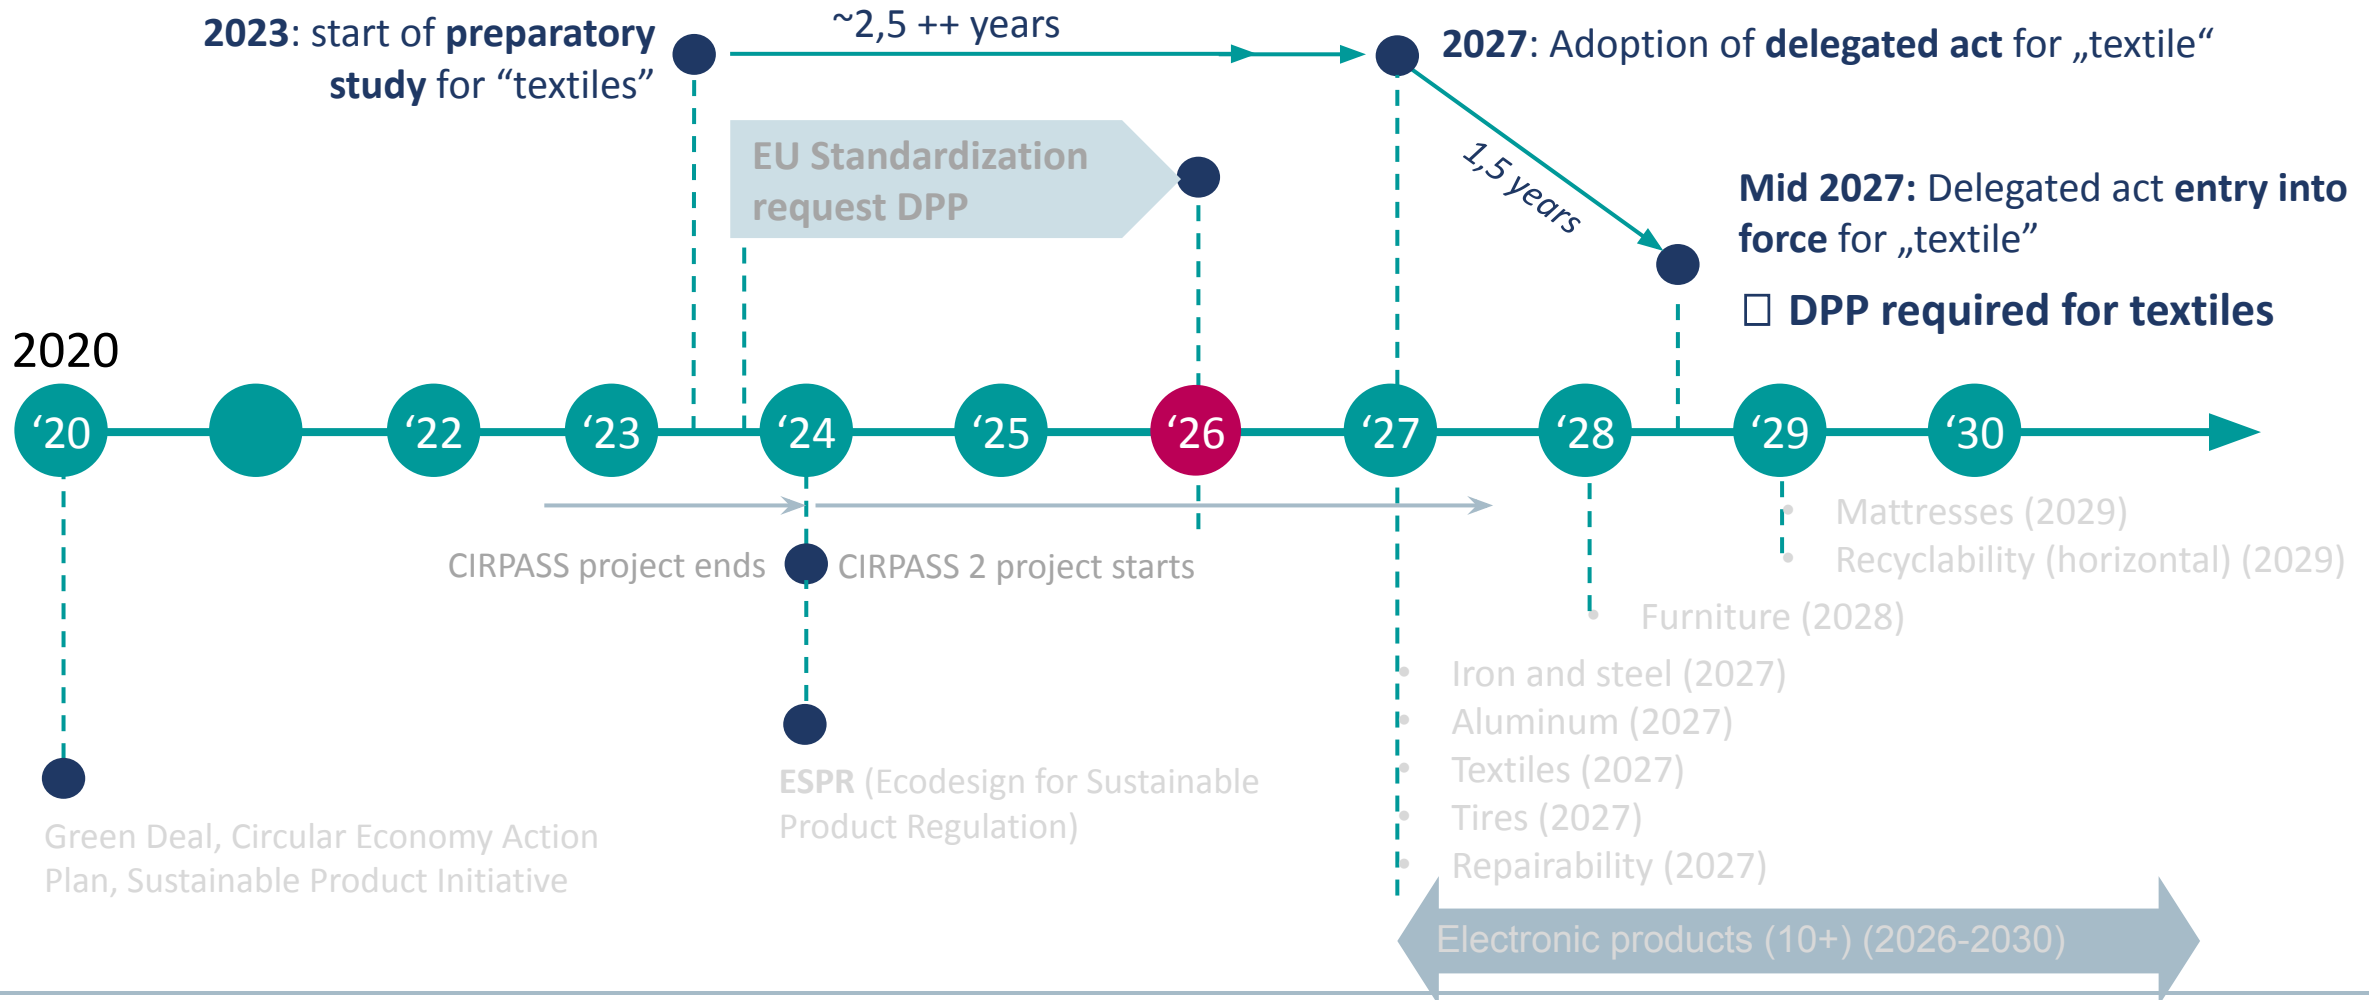 2023: start of preparatory
study for “textiles”
~2,5 ++ years
2027: Adoption of delegated act for „textile“
EU Standardization
request DPP
1,5 years
Mid 2027: Delegated act entry into
force for „textile”
DPP required for textiles
2020
‘20
‘22
‘23
‘24
‘25
‘26
‘27
‘28
‘29
‘30
CIRPASS project ends
CIRPASS 2 project starts
• Mattresses (2029)
• Recyclability (horizontal) (2029)
• Furniture (2028)
• Iron and steel (2027)
• Aluminum (2027)
• Textiles (2027)
• Tires (2027)
• Repairability (2027)
ESPR (Ecodesign for Sustainable
Product Regulation)
Green Deal, Circular Economy Action
Plan, Sustainable Product Initiative
Electronic products (10+) (2026-2030)